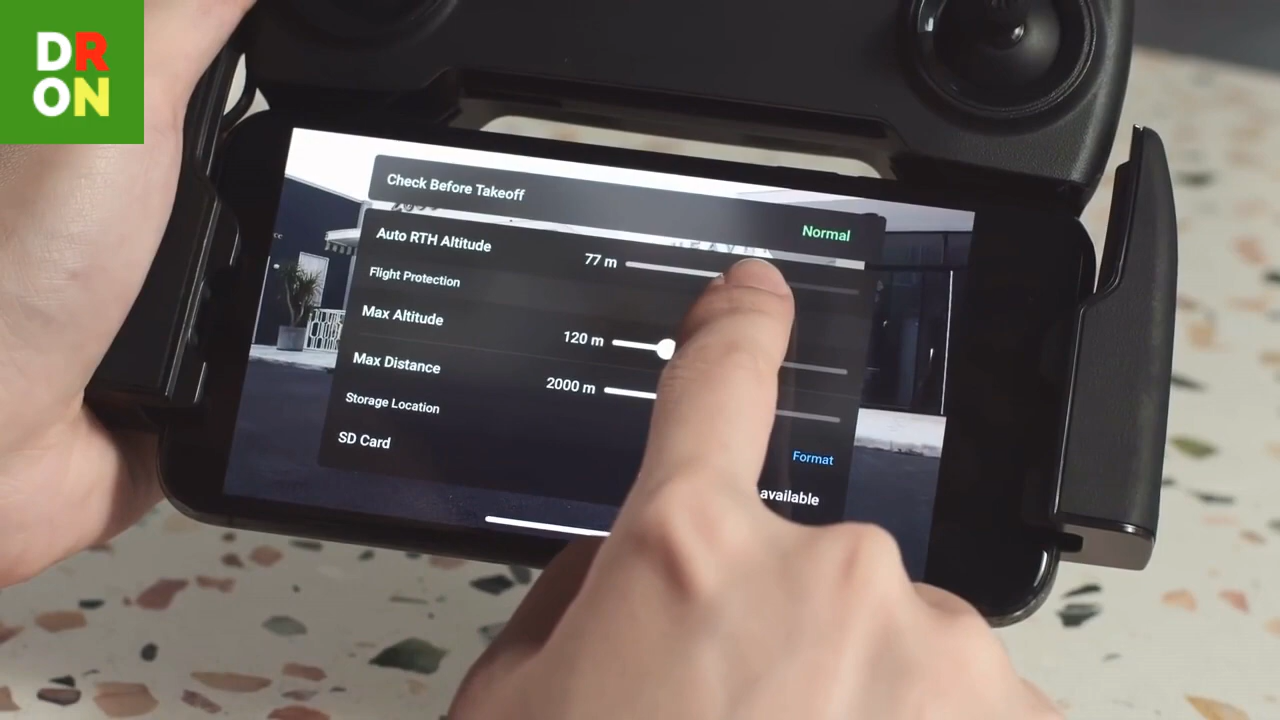 DR
ON
Check Before Takeoff
Normal
Auto RTH Altitude
77 m
Flight Protection
Max Altitude
120 m
Max Distance
2000 m
Storage Location
SD Card
Format
available